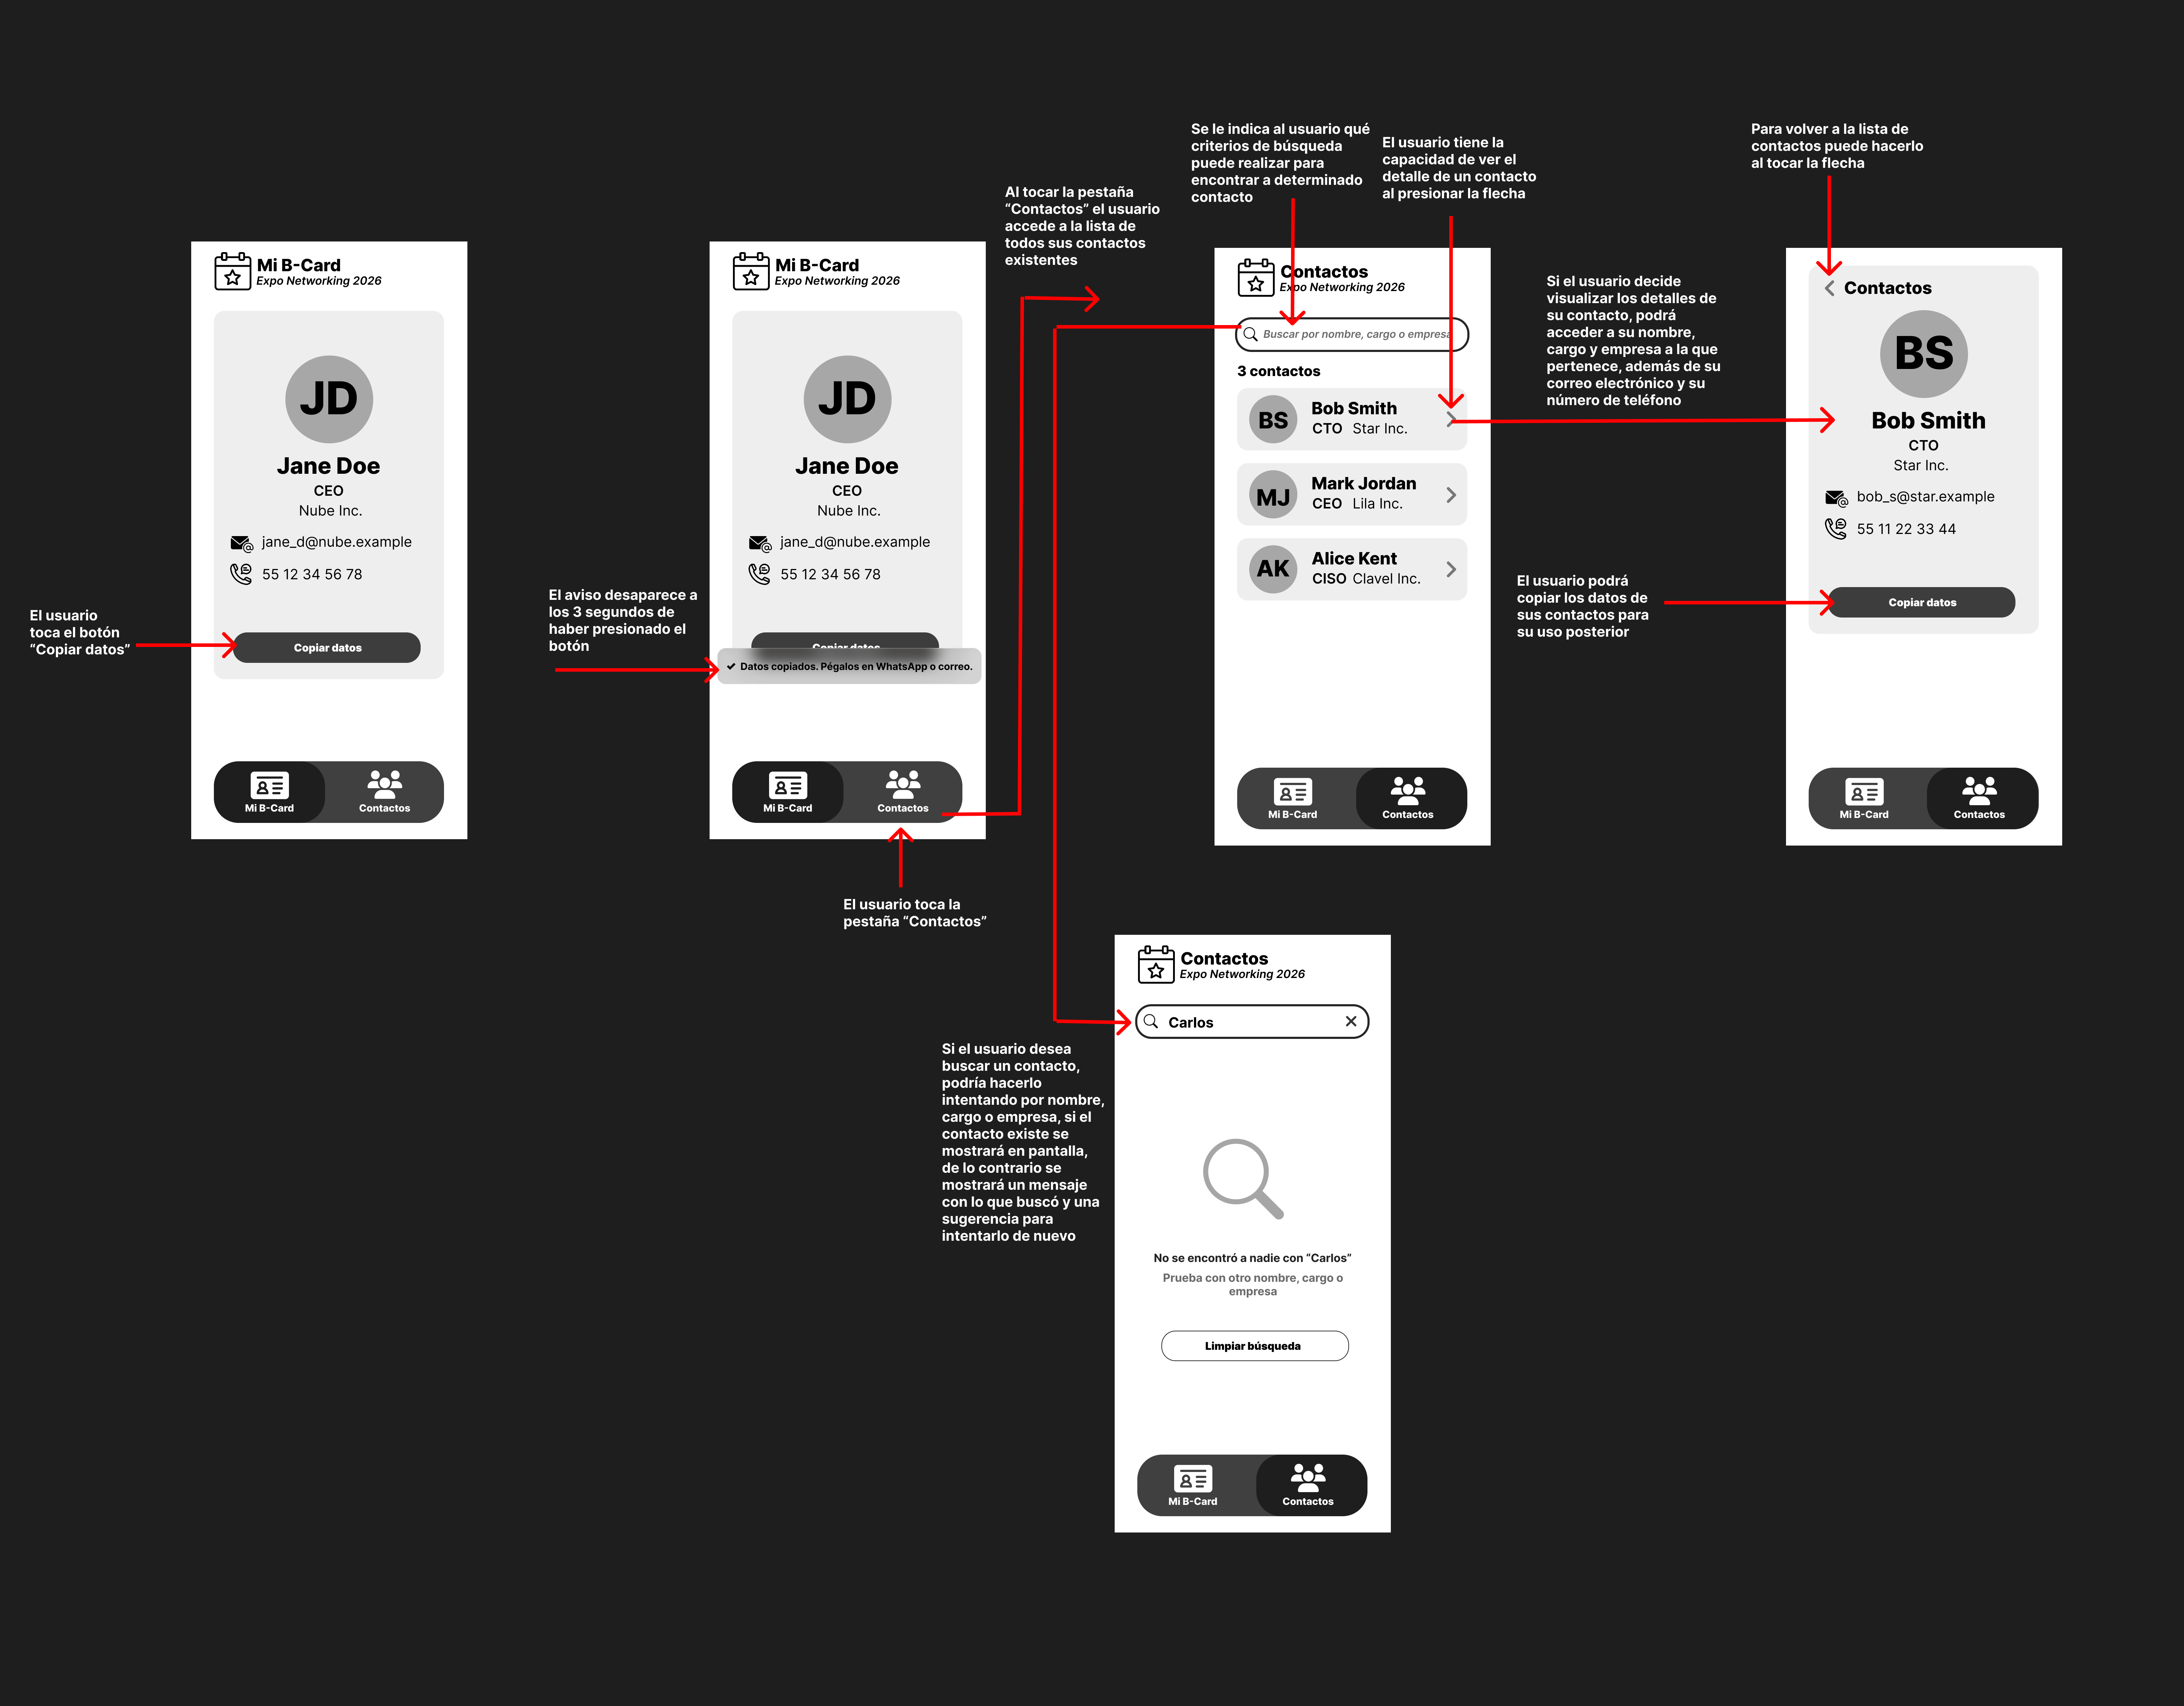 El usuario
toca el botón
“Copiar datos”
Mi B-Card
Expo Networking 2026
JD
Jane Doe
CEO
Nube Inc.
jane_d@nube.example
55 12 34 56 78
Copiar datos
Mi B-Card
Contactos
El aviso desaparece a
los 3 segundos de
haber presionado el
botón
Mi B-Card
Expo Networking 2026
JD
Jane Doe
CEO
Nube Inc.
jane_d@nube.example
55 12 34 56 78
Copiar datos
Datos copiados. Pégalos en WhatsApp o correo.
Mi B-Card
Contactos
El usuario toca la
pestaña “Contactos”
Al tocar la pestaña
“Contactos” el usuario
accede a la lista de
todos sus contactos
existentes
Se le indica al usuario qué
criterios de búsqueda
puede realizar para
encontrar a determinado
contacto
El usuario tiene la
capacidad de ver el
detalle de un contacto
al presionar la flecha
Contactos
Expo Networking 2026
Buscar por nombre, cargo o empresa
3 contactos
BS
Bob Smith
CTO Star Inc.
MJ
Mark Jordan
CEO Lila Inc.
AK
Alice Kent
CISO Clavel Inc.
Mi B-Card
Contactos
Si el usuario decide
visualizar los detalles de
su contacto, podrá
acceder a su nombre,
cargo y empresa a la que
pertenece, además de su
correo electrónico y su
número de teléfono
El usuario podrá
copiar los datos de
sus contactos para
su uso posterior
Para volver a la lista de
contactos puede hacerlo
al tocar la flecha
Contactos
BS
Bob Smith
CTO
Star Inc.
bob_s@star.example
55 11 22 33 44
Copiar datos
Mi B-Card
Contactos
Si el usuario desea
buscar un contacto,
podría hacerlo
intentando por nombre,
cargo o empresa, si el
contacto existe se
mostrará en pantalla,
de lo contrario se
mostrará un mensaje
con lo que buscó y una
sugerencia para
intentarlo de nuevo
Contactos
Expo Networking 2026
Carlos
No se encontró a nadie con “Carlos”
Prueba con otro nombre, cargo o
empresa
Limpiar búsqueda
Mi B-Card
Contactos